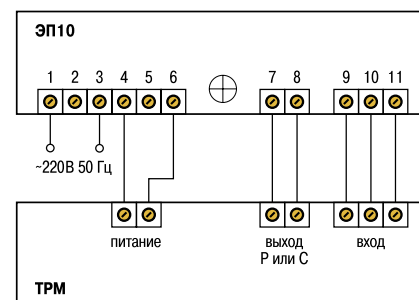 ЭП10
1 2 3 4 5 6 7 8 9 10 11
~220В 50 Гц
питание выход вход
Р или С
ТРМ